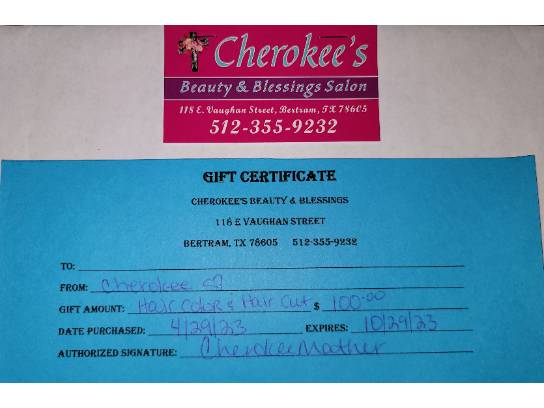 Cherokee's
Beauty & Blessings Salon
118 E. Vaughan Street, Bertram, TX 78605
512-355-9232
GIFT CERTIFICATE
CHEROKEE'S BEAUTY & BLESSINGS
118 E VAUGHAN STREET
BERTRAM, TX 78605 512-355-9232
TO:
FROM: Cherokee
GIFT AMOUNT: Hair Color & Hair Cut $ 100.00
DATE PURCHASED: 4/29/23 EXPIRES: 10/29/23
AUTHORIZED SIGNATURE: Cherokee Mather